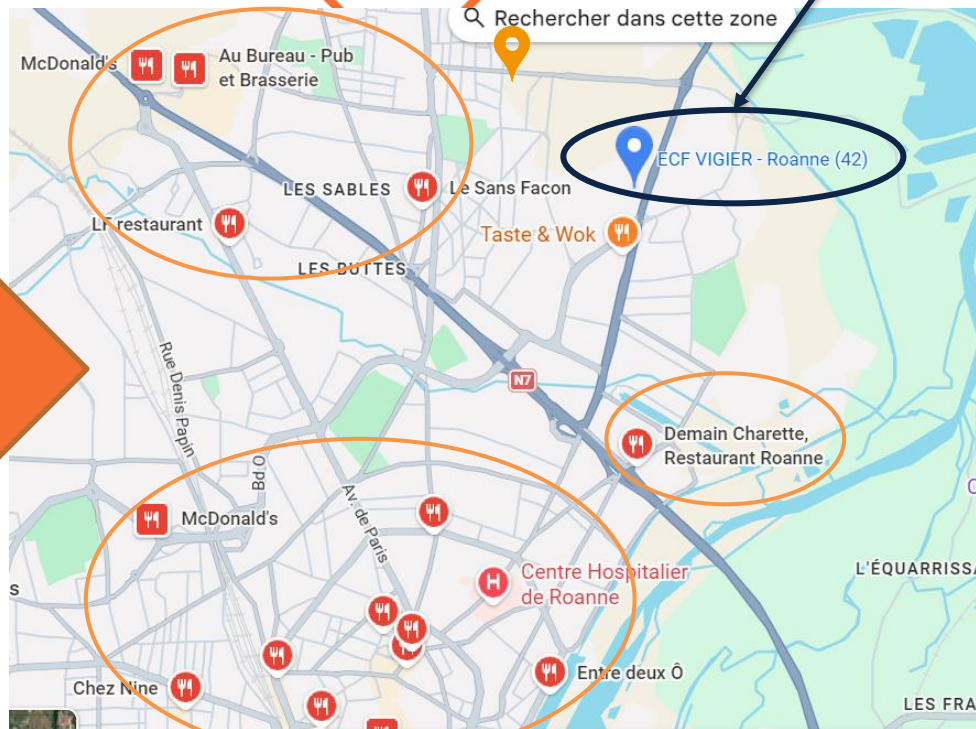 Rechercher dans cette zone
McDonald's
Au Bureau - Pub
et Brasserie
ECF VIGIER - Roanne (42)
LES SABLES
Le Sans Facon
LF restaurant
Taste & Wok
LES BUTTES
Rue Denis Papin
N7
Demain Charette,
Restaurant Roanne
Bd O
Av. de Paris
McDonald's
H
Centre Hospitalier
de Roanne
L'ÉQUARRISSA
S
Entre deux Ô
Chez Nine
LES FRA